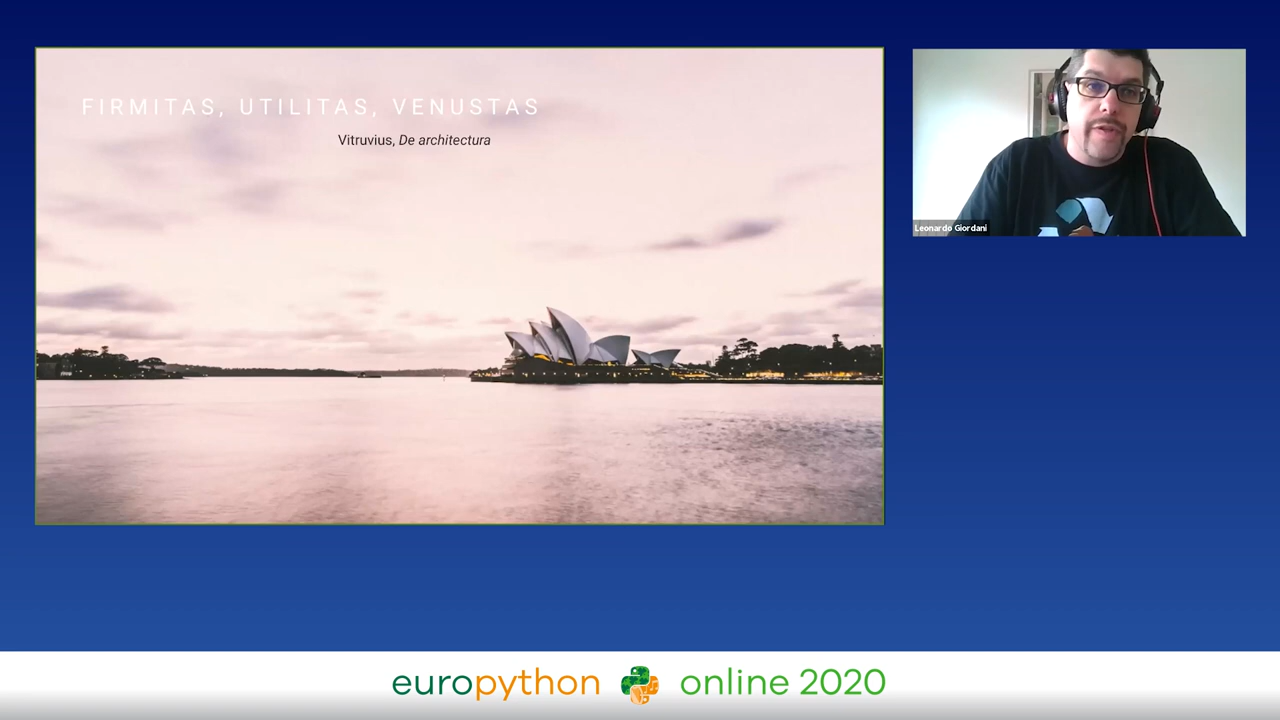 FIRMITAS, UTILITAS, VENUSTAS
Vitruvius, De architectura
Leonardo Giordani
europython online 2020